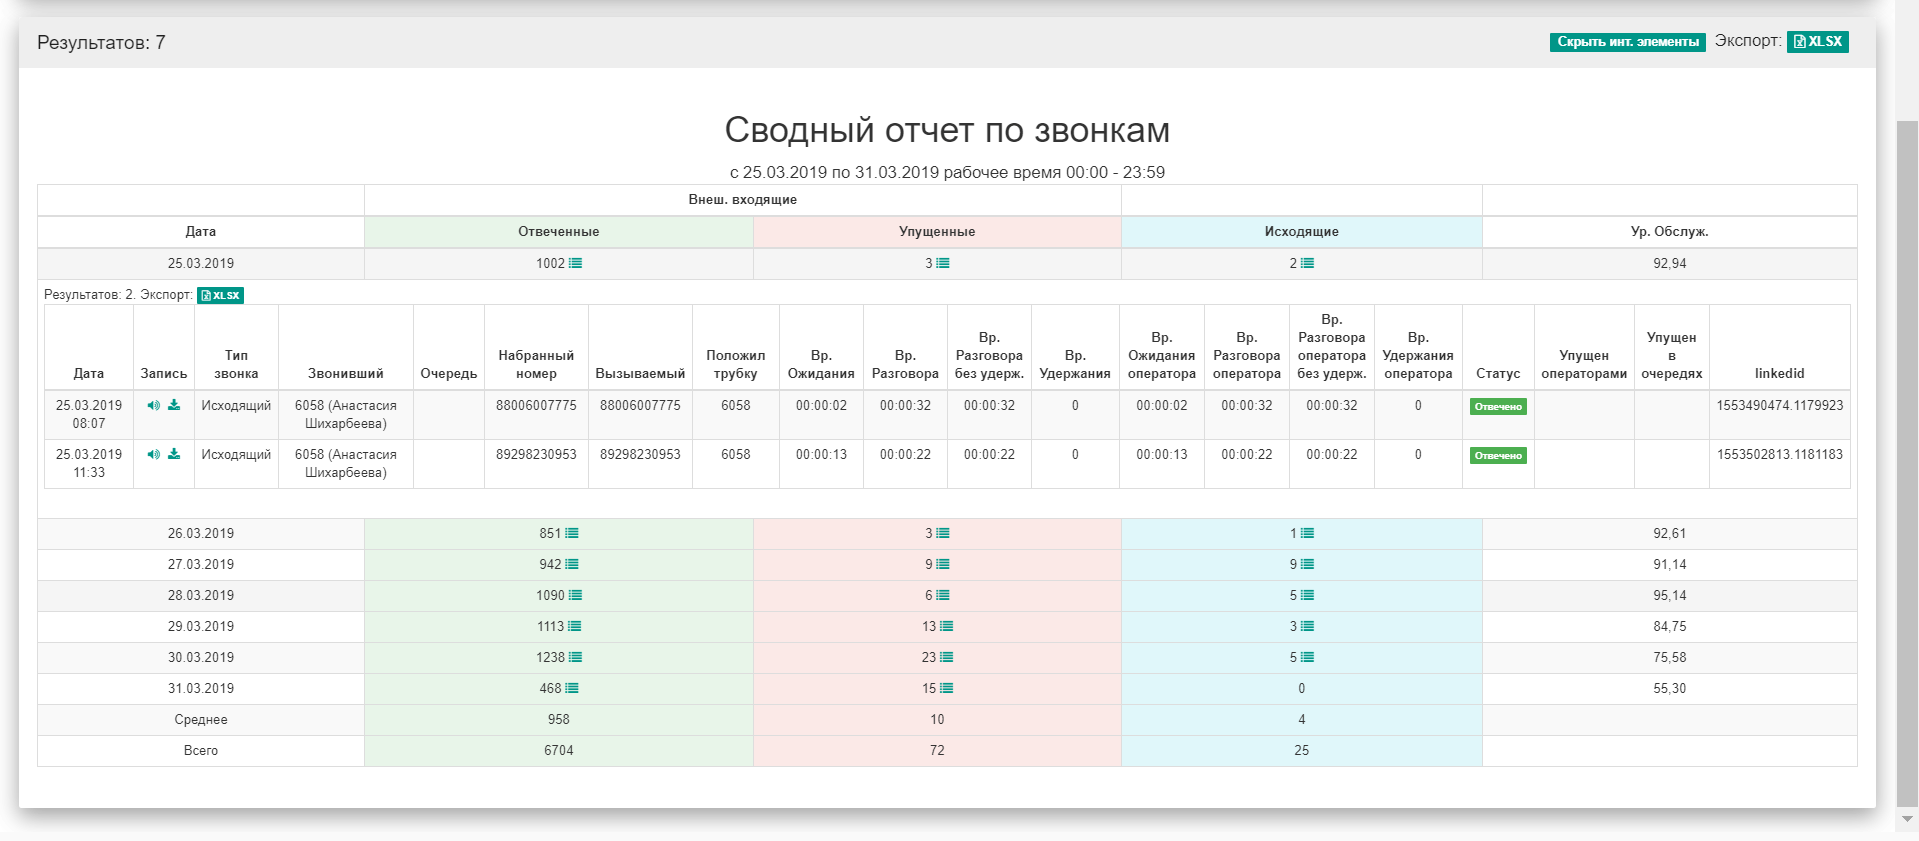 Результатов: 7
Скрыть инт. элементы Экспорт: XLSX
Сводный отчет по звонкам
с 25.03.2019 по 31.03.2019 рабочее время 00:00 - 23:59
Внеш. входящие
Дата Отвеченные Упущенные Исходящие Ур. Обслуж.
25.03.2019 1002 3 2 92,94
Результатов: 2. Экспорт: XLSX
Дата Запись Тип звонка Звонивший Очередь Набранный номер Вызываемый Положил трубку Вр. Ожидания Вр. Разговора Вр. Разговора без удерж. Вр. Удержания Вр. Ожидания оператора Вр. Разговора оператора Вр. Разговора оператора без удерж. Вр. Удержания оператора Статус Упущен операторами Упущен в очередях linkedid
25.03.2019 08:07 Исходящий 6058 (Анастасия Шихарбеева) 88006007775 88006007775 6058 00:00:02 00:00:32 00:00:32 0 00:00:02 00:00:32 00:00:32 0 Отвечено 1553490474.1179923
25.03.2019 11:33 Исходящий 6058 (Анастасия Шихарбеева) 89298230953 89298230953 6058 00:00:13 00:00:22 00:00:22 0 00:00:13 00:00:22 00:00:22 0 Отвечено 1553502813.1181183
26.03.2019 851 3 1 92,61
27.03.2019 942 9 9 91,14
28.03.2019 1090 6 5 95,14
29.03.2019 1113 13 3 84,75
30.03.2019 1238 23 5 75,58
31.03.2019 468 15 0 55,30
Среднее 958 10 4
Всего 6704 72 25